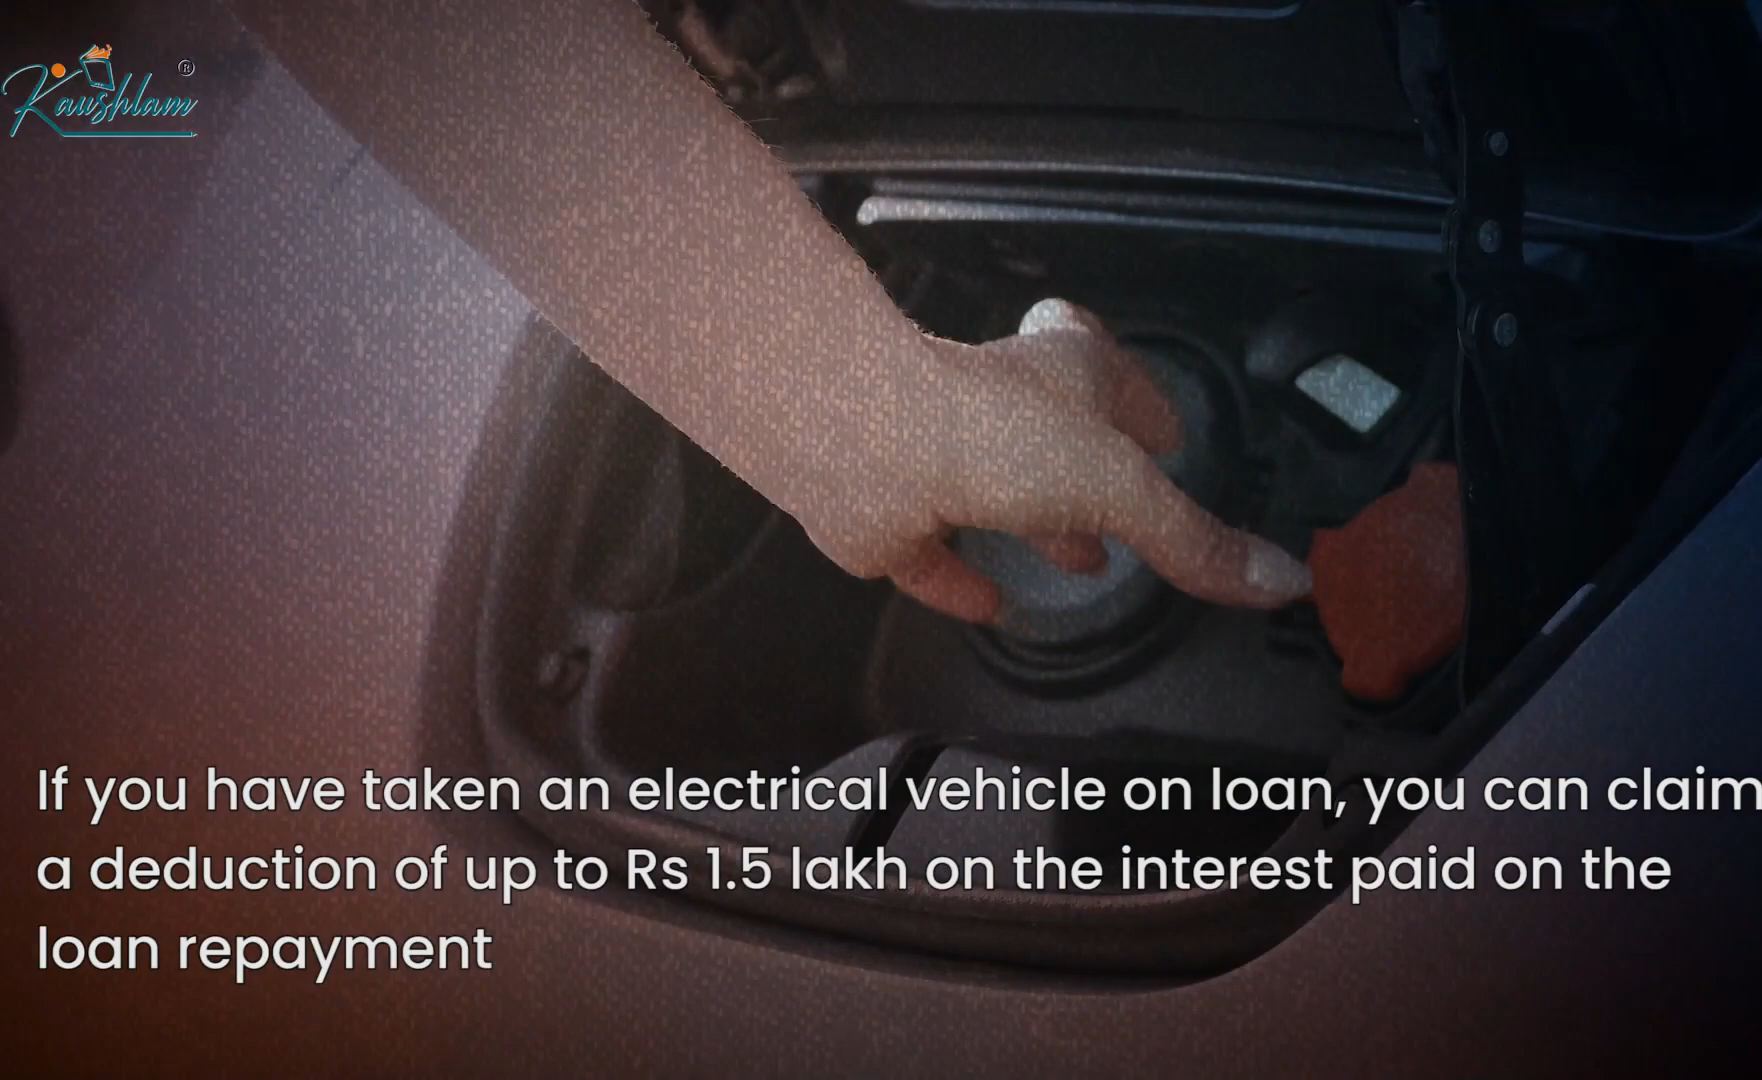 Kaushlam ®
If you have taken an electrical vehicle on loan, you can claim
a deduction of up to Rs 1.5 lakh on the interest paid on the
loan repayment